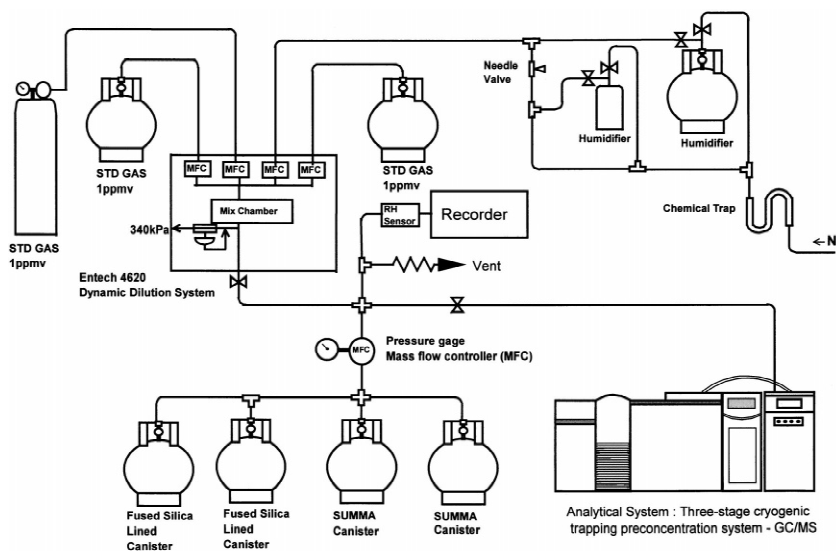 Needle
Valve
Humidifier
Humidifier
STD GAS
1ppmv
STD GAS
1ppmv
STD GAS
1ppmv
MFC
MFC
MFC
MFC
Mix Chamber
340kPa
RH
Sensor
Recorder
Chemical Trap
←N
Entech 4620
Dynamic Dilution System
Vent
Pressure gage
Mass flow controller (MFC)
MFC
Fused Silica
Lined
Canister
Fused Silica
Lined
Canister
SUMMA
Canister
SUMMA
Canister
Analytical System : Three-stage cryogenic
trapping preconcentration system - GC/MS